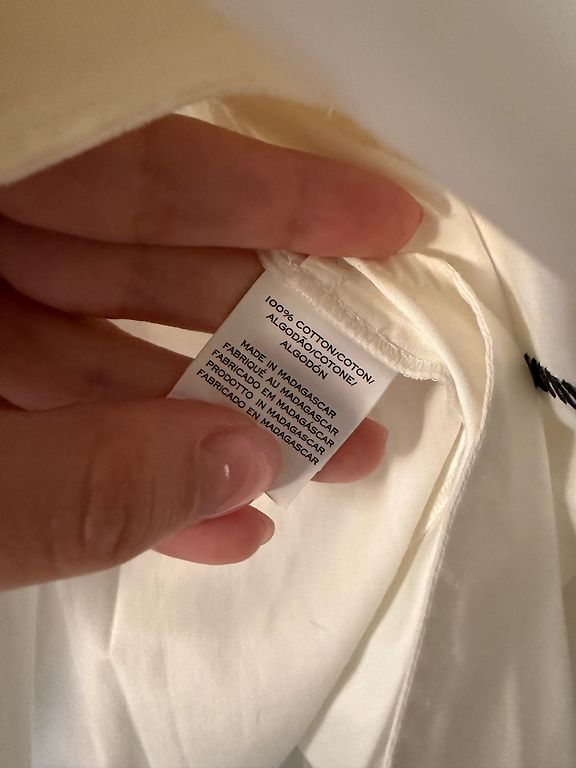 100% COTTON/COTON/
ALGODÃO/COTONE/
ALGODÓN
MADE IN MADAGASCAR
FABRIQUÉ AU MADAGASCAR
FABRICADO EM MADAGASCAR
PRODOTTO IN MADAGASCAR
FABRICADO EN MADAGASCAR